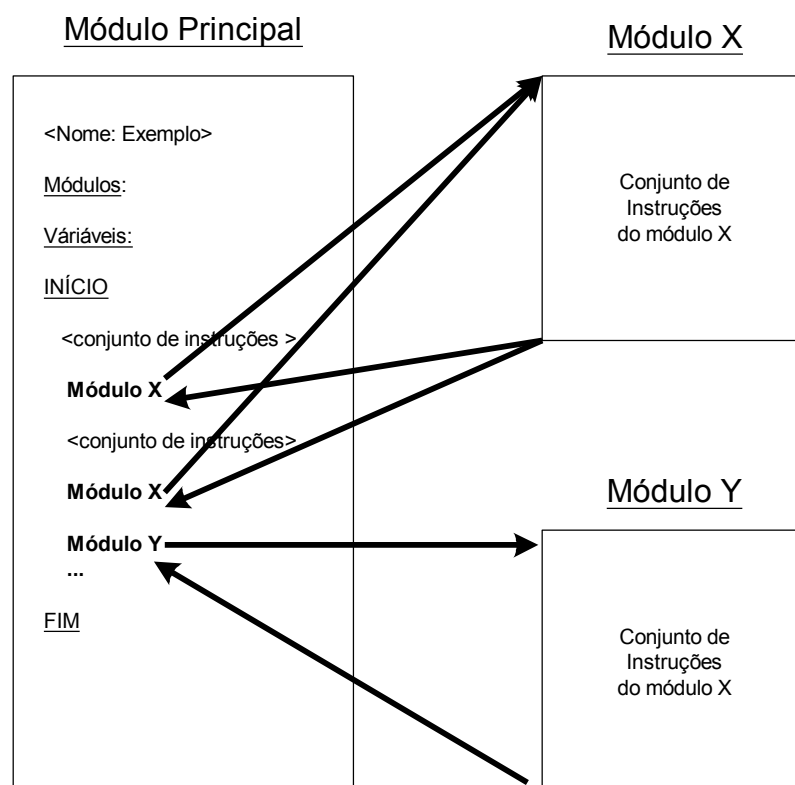 Módulo Principal
<Nome: Exemplo>
Módulos:
Váriáveis:
INÍCIO
<conjunto de instruções >
Módulo X
<conjunto de instruções>
Módulo X
Módulo Y
...
FIM
Módulo X
Conjunto de
Instruções
do módulo X
Módulo Y
Conjunto de
Instruções
do módulo X